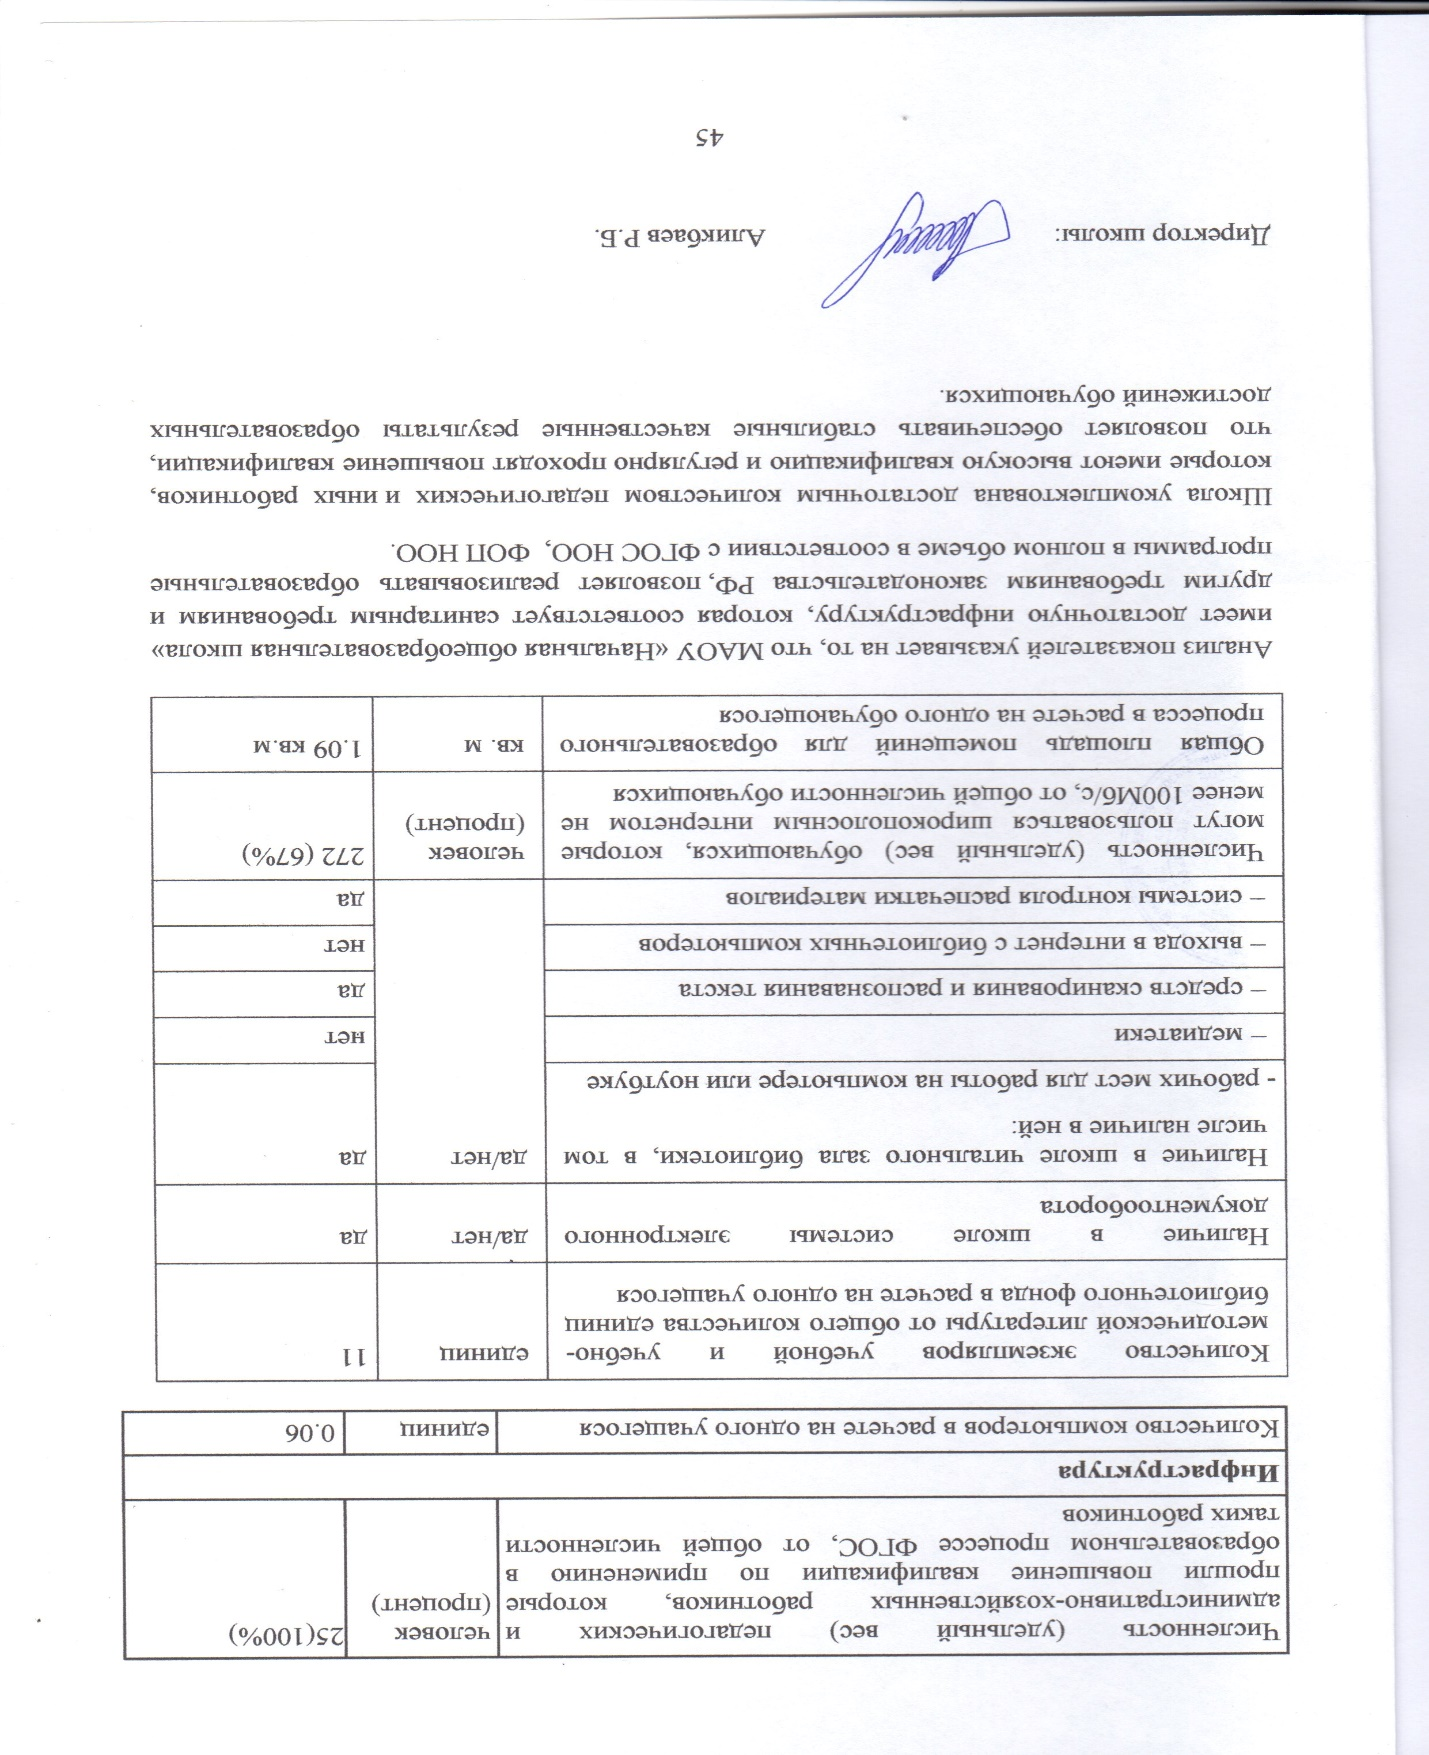 Численность (удельный вес) педагогических и
административно-хозяйственных работников, которые
прошли повышение квалификации по применению в
образовательном процессе ФГОС, от общей численности
таких работников
человек
(процент)
25(100%)
Инфраструктура
Количество компьютеров в расчете на одного учащегося
единиц
0.06
Количество экземпляров учебной и учебно-
методической литературы от общего количества единиц
библиотечного фонда в расчете на одного учащегося
единиц
11
Наличие в школе системы электронного
документооборота
да/нет
да
Наличие в школе читального зала библиотеки, в том
числе наличие в ней:
- рабочих мест для работы на компьютере или ноутбуке
да/нет
да
– медиатеки
нет
– средств сканирования и распознавания текста
да
– выхода в интернет с библиотечных компьютеров
нет
– системы контроля распечатки материалов
да
Численность (удельный вес) обучающихся, которые
могут пользоваться широкополосным интернетом не
менее 100Мб/с, от общей численности обучающихся
человек
(процент)
272 (67%)
Общая площадь помещений для образовательного
процесса в расчете на одного обучающегося
кв. м
1.09 кв.м
Анализ показателей указывает на то, что МАОУ «Начальная общеобразовательная школа»
имеет достаточную инфраструктуру, которая соответствует санитарным требованиям и
другим требованиям законодательства РФ, позволяет реализовывать образовательные
программы в полном объеме в соответствии с ФГОС НОО, ФОП НОО.
Школа укомплектована достаточным количеством педагогических и иных работников,
которые имеют высокую квалификацию и регулярно проходят повышение квалификации,
что позволяет обеспечивать стабильные качественные результаты образовательных
достижений обучающихся.
Директор школы: Аликбаев Р.Б.
45